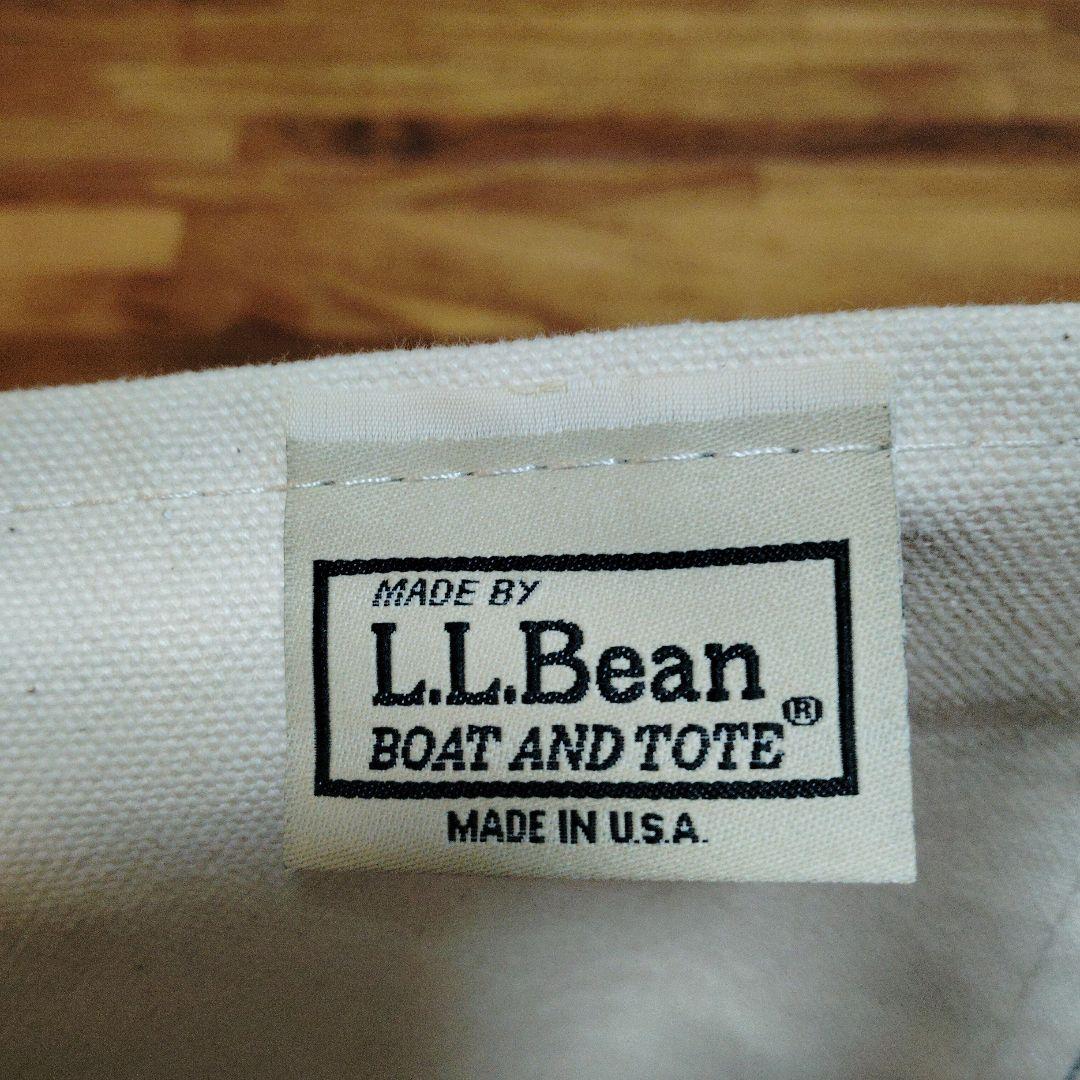 MADE BY
L.L.Bean®
BOAT AND TOTE
MADE IN U.S.A.